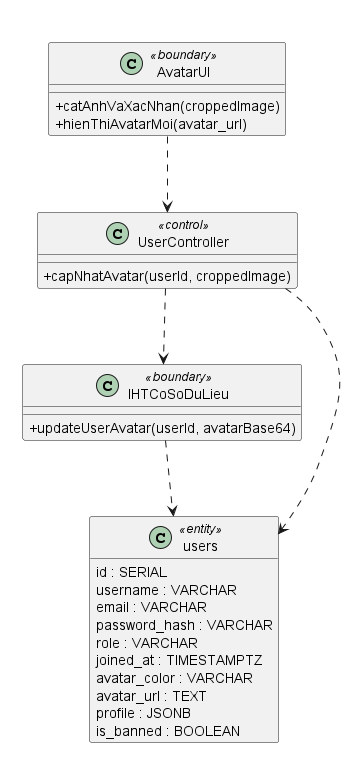 C
«boundary»
AvatarUI
+catAnhVaXacNhan(croppedImage)
+hienThiAvatarMoi(avatar_url)
C
«control»
UserController
+capNhatAvatar(userId, croppedImage)
C
«boundary»
IHTCoSoDuLieu
+updateUserAvatar(userId, avatarBase64)
C
«entity»
users
id : SERIAL
username : VARCHAR
email : VARCHAR
password_hash : VARCHAR
role : VARCHAR
joined_at : TIMESTAMPTZ
avatar_color : VARCHAR
avatar_url : TEXT
profile : JSONB
is_banned : BOOLEAN